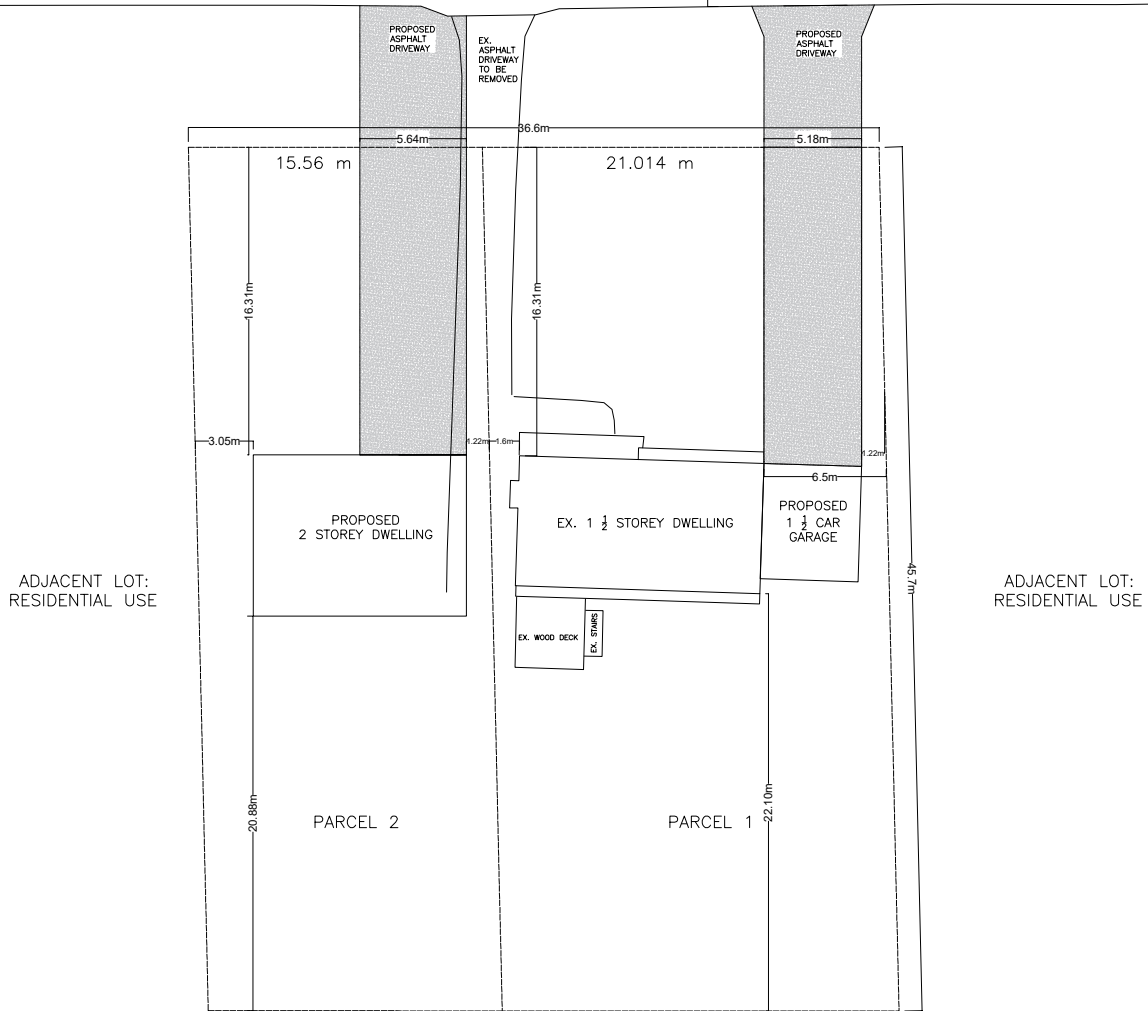 PROPOSED
ASPHALT
DRIVEWAY
EX.
ASPHALT
DRIVEWAY
TO BE
REMOVED
PROPOSED
ASPHALT
DRIVEWAY
36.6m
5.64m
5.18m
15.56 m
21.014 m
16.31m
16.31m
3.05m
1.22m
1.6m
1.22m
6.5m
PROPOSED
2 STOREY DWELLING
EX. 1 1/2 STOREY DWELLING
PROPOSED
1 1/2 CAR
GARAGE
ADJACENT LOT:
RESIDENTIAL USE
45.7m
ADJACENT LOT:
RESIDENTIAL USE
EX. WOOD DECK
EX. STAIRS
20.88m
PARCEL 2
PARCEL 1
22.10m